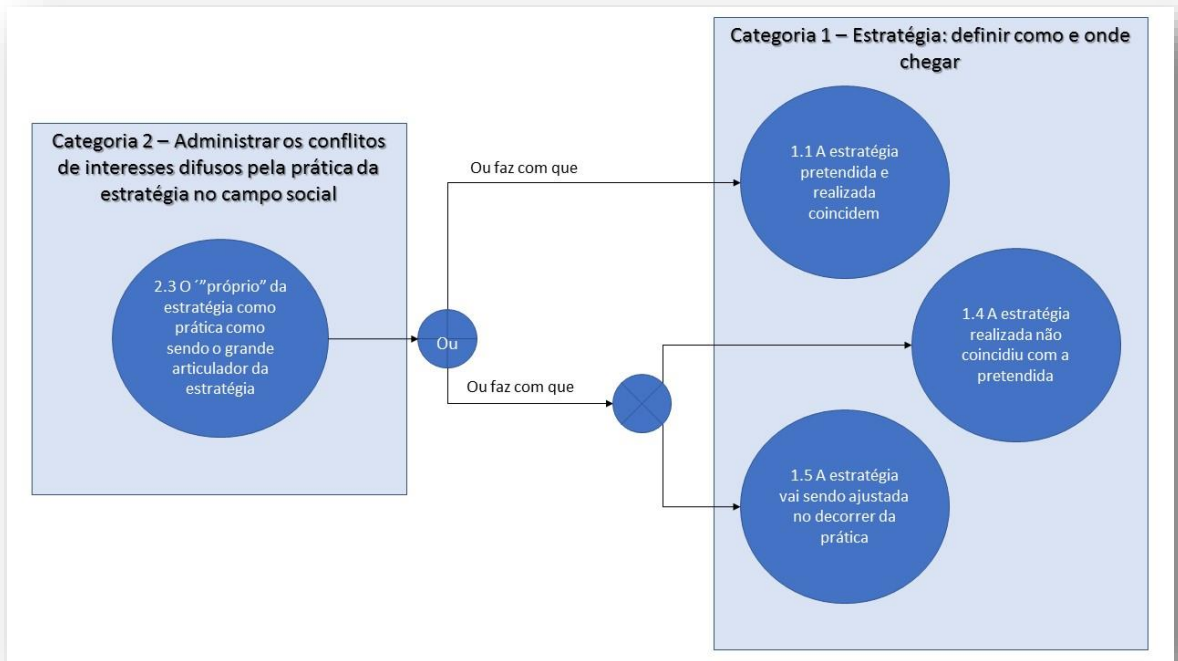 Categoria 2 – Administrar os conflitos
de interesses difusos pela prática da
estratégia no campo social
2.3 O ´”próprio” da
estratégia como
prática como
sendo o grande
articulador da
estratégia
Ou
Ou faz com que
Ou faz com que
Categoria 1 – Estratégia: definir como e onde
chegar
1.1 A estratégia
pretendida e
realizada
coincidem
1.4 A estratégia
realizada não
coincidiu com a
pretendida
1.5 A estratégia
vai sendo ajustada
no decorrer da
prática